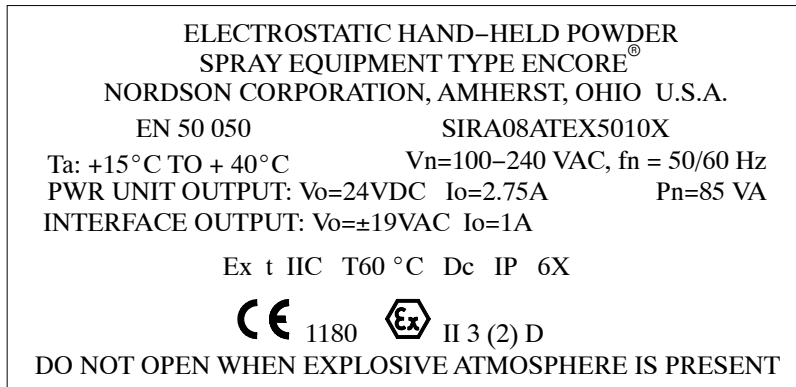 ELECTROSTATIC HAND–HELD POWDER
SPRAY EQUIPMENT TYPE ENCORE®
NORDSON CORPORATION, AMHERST, OHIO U.S.A.
EN 50 050 SIRA08ATEX5010X
Ta: +15°C TO + 40°C Vn=100–240 VAC, fn = 50/60 Hz
PWR UNIT OUTPUT: Vo=24VDC Io=2.75A Pn=85 VA
INTERFACE OUTPUT: Vo=±19VAC Io=1A
Ex t IIC T60 °C Dc IP 6X
CE 1180 Ex II 3 (2) D
DO NOT OPEN WHEN EXPLOSIVE ATMOSPHERE IS PRESENT